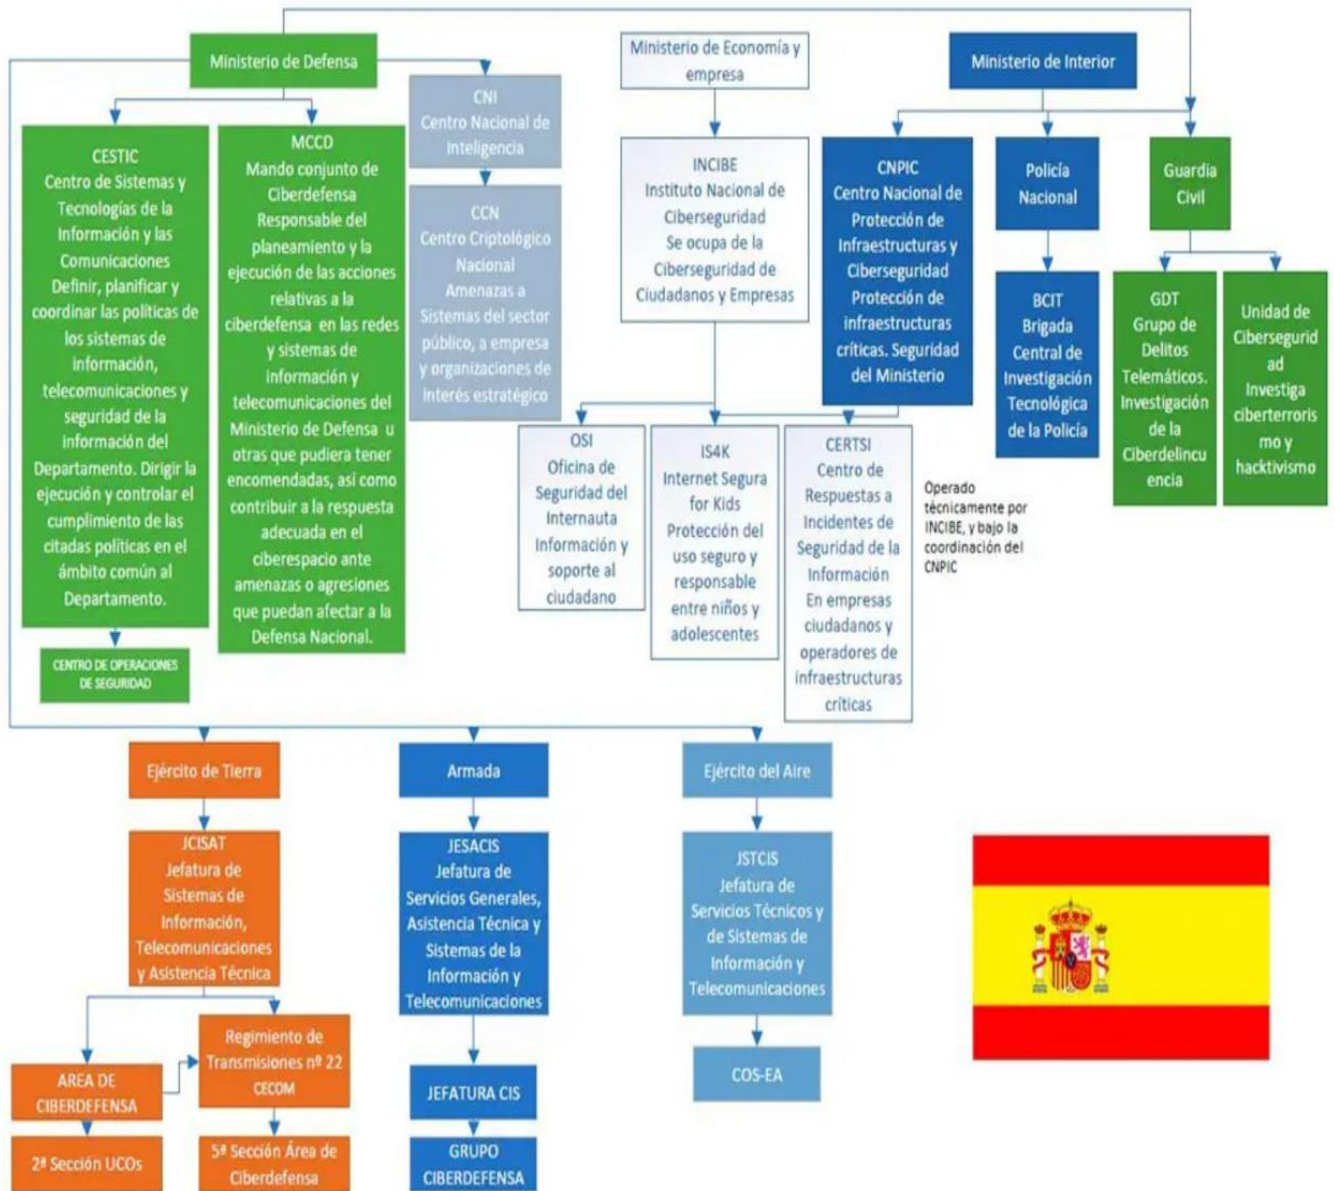 Ministerio de Defensa
Ministerio de Economía y
empresa
Ministerio de Interior
CESTIC
Centro de Sistemas y
Tecnologías de la
Información y las
Comunicaciones
Definir, planificar y
coordinar las políticas de
los sistemas de
información,
telecomunicaciones y
seguridad de la
información del
Departamento. Dirigir la
ejecución y controlar el
cumplimiento de las
citadas políticas en el
ámbito común al
Departamento.
CENTRO DE OPERACIONES
DE SEGURIDAD
MCCD
Mando conjunto de
Ciberdefensa
Responsable del
planeamiento y la
ejecución de las acciones
relativas a la
ciberdefensa en las redes
y sistemas de
información y
telecomunicaciones del
Ministerio de Defensa u
otras que pudiera tener
encomendadas, así como
contribuir a la respuesta
adecuada en el
ciberespacio ante
amenazas o agresiones
que puedan afectar a la
Defensa Nacional.
CNI
Centro Nacional de
Inteligencia
CCN
Centro Criptológico
Nacional
Amenazas a
Sistemas del sector
público, a empresa
y organizaciones de
interés estratégico
INCIBE
Instituto Nacional de
Ciberseguridad
Se ocupa de la
Ciberseguridad de
Ciudadanos y Empresas
CNPIC
Centro Nacional de
Protección de
Infraestructuras y
Ciberseguridad
Protección de
infraestructuras
críticas. Seguridad
del Ministerio
Policía
Nacional
Guardia
Civil
BCIT
Brigada
Central de
Investigación
Tecnológica
de la Policía
GDT
Grupo de
Delitos
Telemáticos.
Investigación
de la
Ciberdelincu
encia
Unidad de
Cibersegurid
ad
Investiga
ciberterroris
mo y
hacktivismo
OSI
Oficina de
Seguridad del
Internauta
Información y
soporte al
ciudadano
IS4K
Internet Segura
for Kids
Protección del
uso seguro y
responsable
entre niños y
adolescentes
CERTSI
Centro de
Respuestas a
Incidentes de
Seguridad de la
Información
En empresas
ciudadanos y
operadores de
infraestructuras
críticas
Operado
técnicamente por
INCIBE, y bajo la
coordinación del
CNPIC
Ejército de Tierra
Armada
Ejército del Aire
JCISAT
Jefatura de
Sistemas de
Información,
Telecomunicaciones
y Asistencia Técnica
JESACIS
Jefatura de
Servicios Generales,
Asistencia Técnica y
Sistemas de la
Información y
Telecomunicaciones
JSTCIS
Jefatura de
Servicios Técnicos y
de Sistemas de
Información y
Telecomunicaciones
AREA DE
CIBERDEFENSA
Regimiento de
Transmisiones nº 22
CECOM
JEFATURA CIS
COS-EA
2ª Sección UCOs
5ª Sección Área de
Ciberdefensa
GRUPO
CIBERDEFENSA